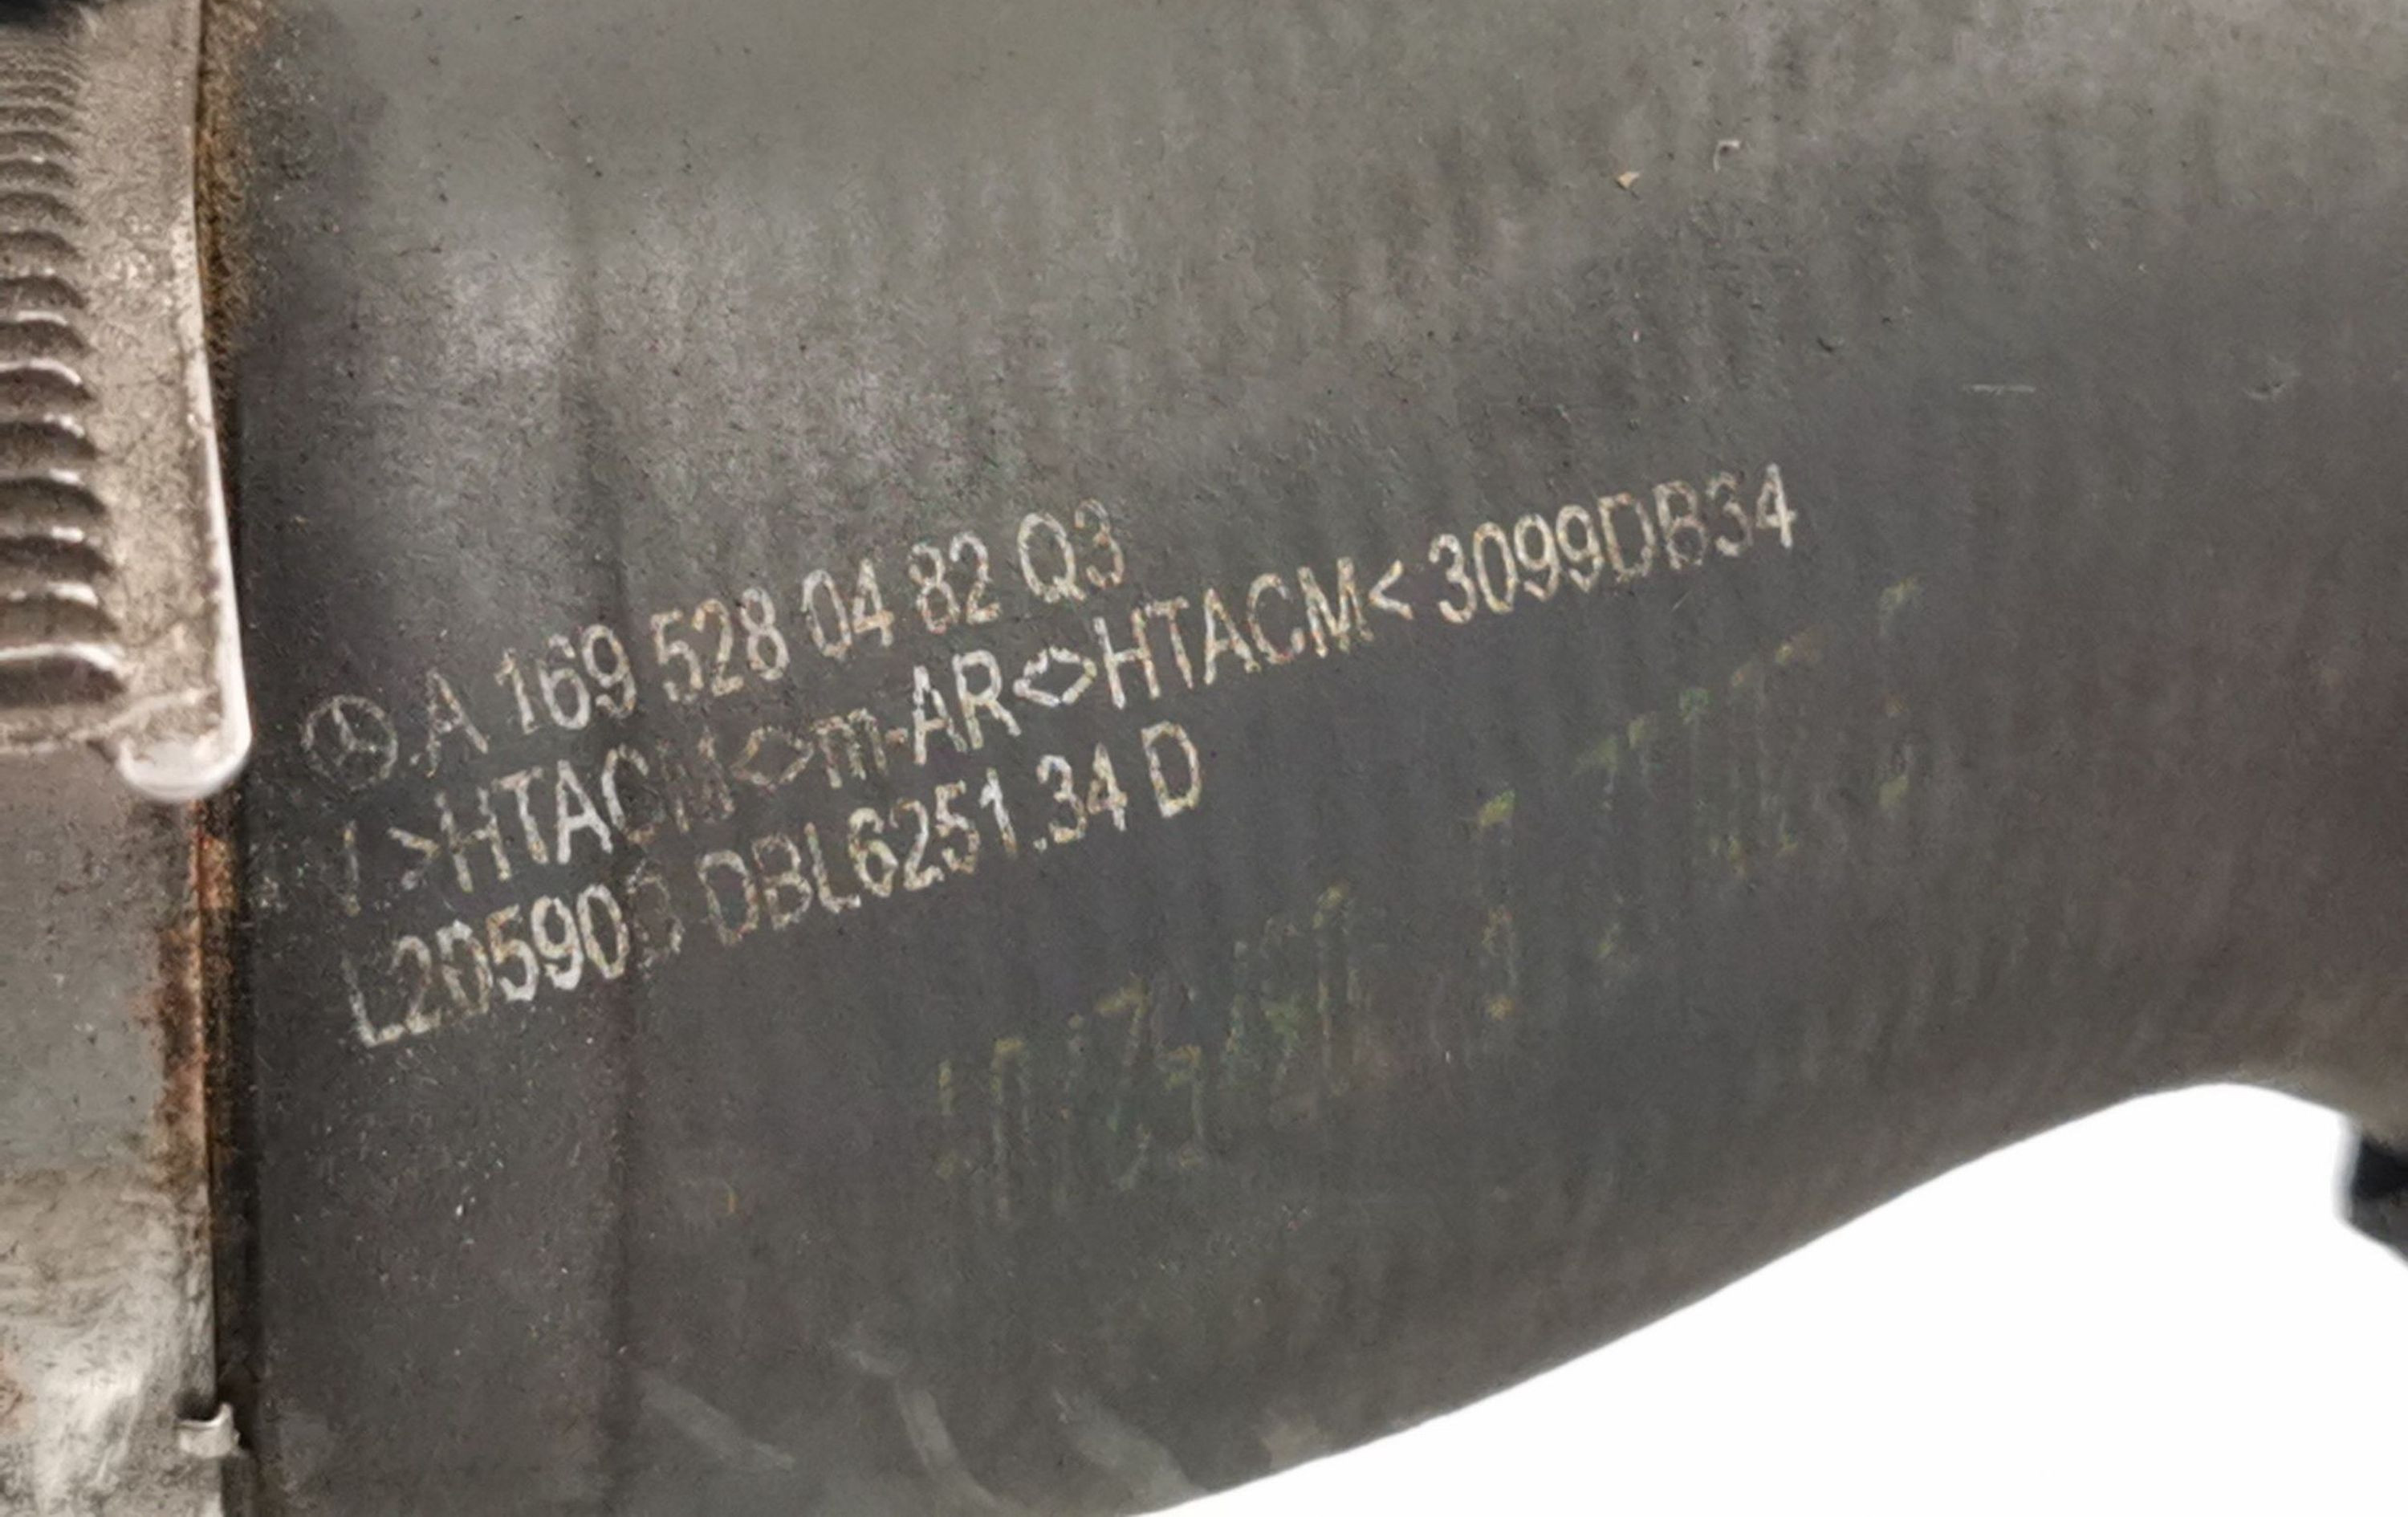 A 169 528 04 82 Q3
>HTACM<>m-AR<>HTACM< 3099DB34
DBL6251.34 D